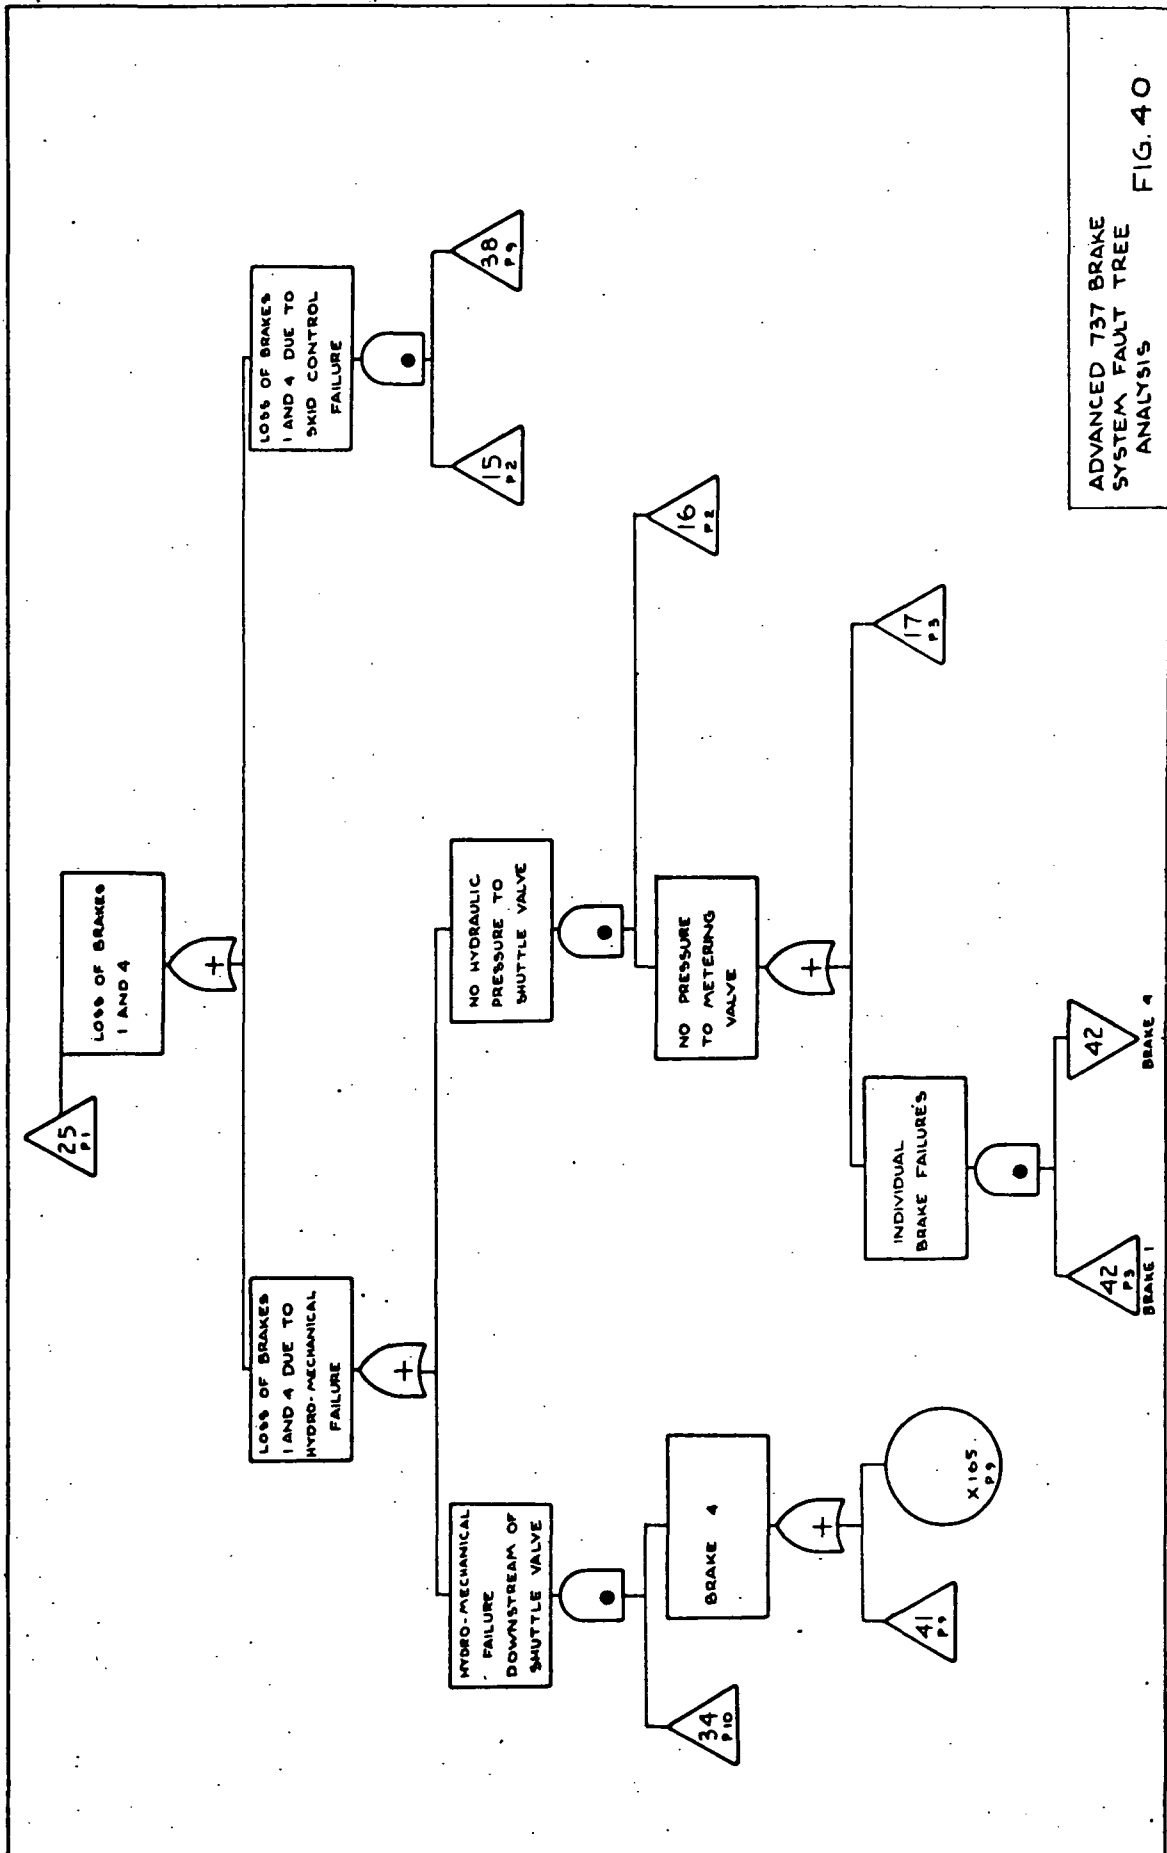 25
P1
LOSS OF BRAKES
1 AND 4
+
LOSS OF BRAKES
1 AND 4 DUE TO
HYDRO-MECHANICAL
FAILURE
+
LOSS OF BRAKES
1 AND 4 DUE TO
SKID CONTROL
FAILURE
15
P2
38
P9
HYDRO-MECHANICAL
FAILURE
DOWNSTREAM OF
SHUTTLE VALVE
NO HYDRAULIC
PRESSURE TO
SHUTTLE VALVE
34
P10
BRAKE 4
+
NO PRESSURE
TO METERING
VALVE
+
16
P2
41
P9
X165
P9
INDIVIDUAL
BRAKE FAILURE'S
17
P3
42
P3
BRAKE 1
42
BRAKE 4
ADVANCED 737 BRAKE
SYSTEM FAULT TREE
ANALYSIS
FIG. 40